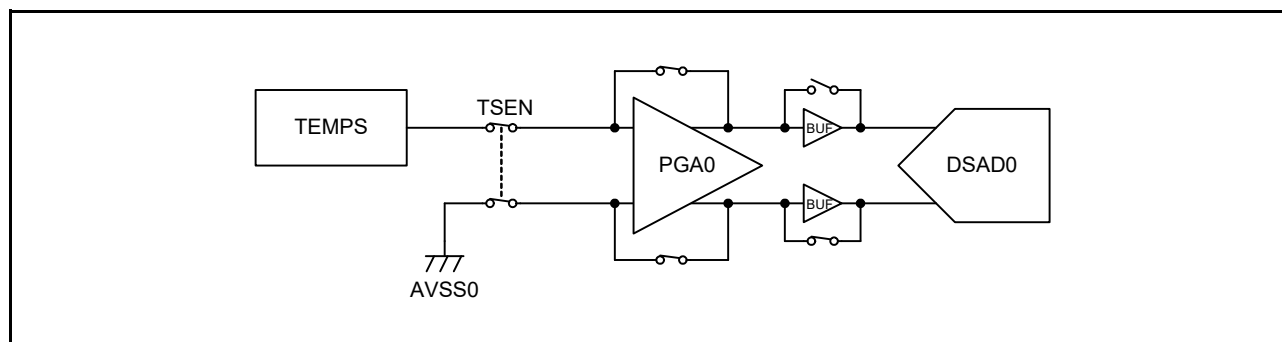 TEMPS
TSEN
PGA0
BUF
BUF
DSAD0
AVSS0